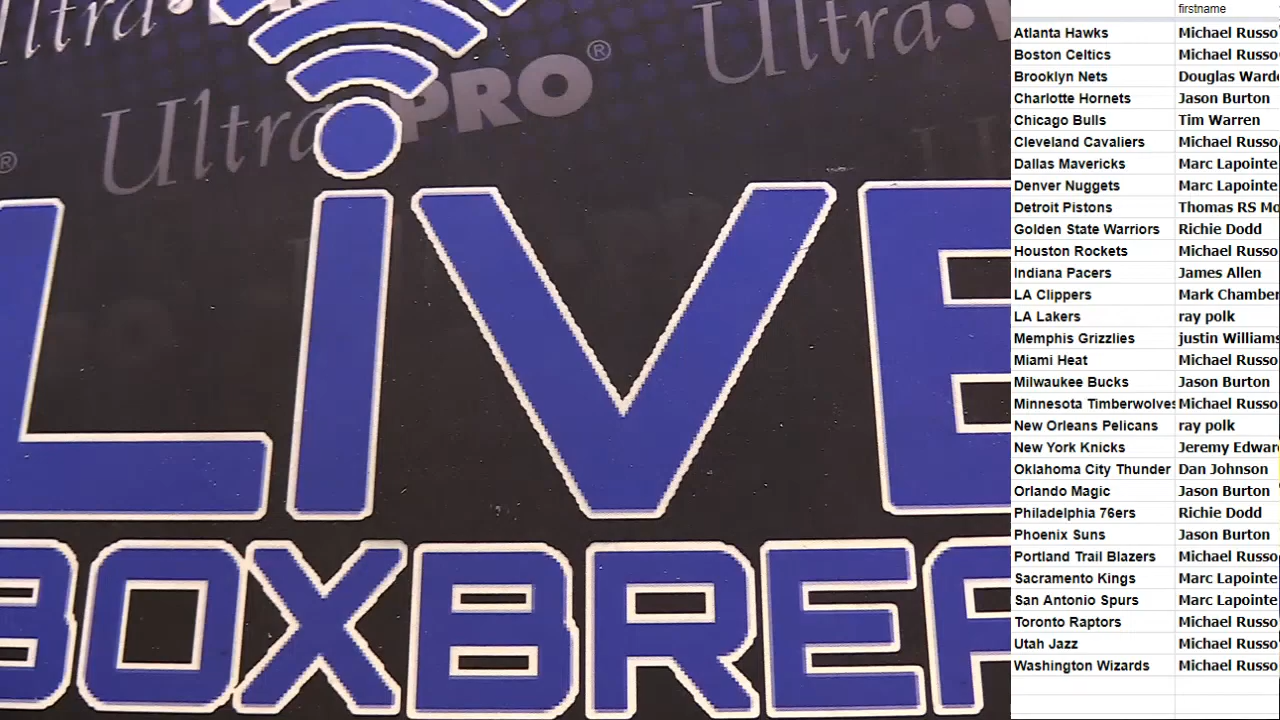 Ultra•PRO
Ultra•
Ultra PRO®
®
LiVE
BOXBREA
firstname
Atlanta Hawks Michael Russo
Boston Celtics Michael Russo
Brooklyn Nets Douglas Warde
Charlotte Hornets Jason Burton
Chicago Bulls Tim Warren
Cleveland Cavaliers Michael Russo
Dallas Mavericks Marc Lapointe
Denver Nuggets Marc Lapointe
Detroit Pistons Thomas RS Mo
Golden State Warriors Richie Dodd
Houston Rockets Michael Russo
Indiana Pacers James Allen
LA Clippers Mark Chamber
LA Lakers ray polk
Memphis Grizzlies justin Williams
Miami Heat Michael Russo
Milwaukee Bucks Jason Burton
Minnesota Timberwolves Michael Russo
New Orleans Pelicans ray polk
New York Knicks Jeremy Edward
Oklahoma City Thunder Dan Johnson
Orlando Magic Jason Burton
Philadelphia 76ers Richie Dodd
Phoenix Suns Jason Burton
Portland Trail Blazers Michael Russo
Sacramento Kings Marc Lapointe
San Antonio Spurs Marc Lapointe
Toronto Raptors Michael Russo
Utah Jazz Michael Russo
Washington Wizards Michael Russo